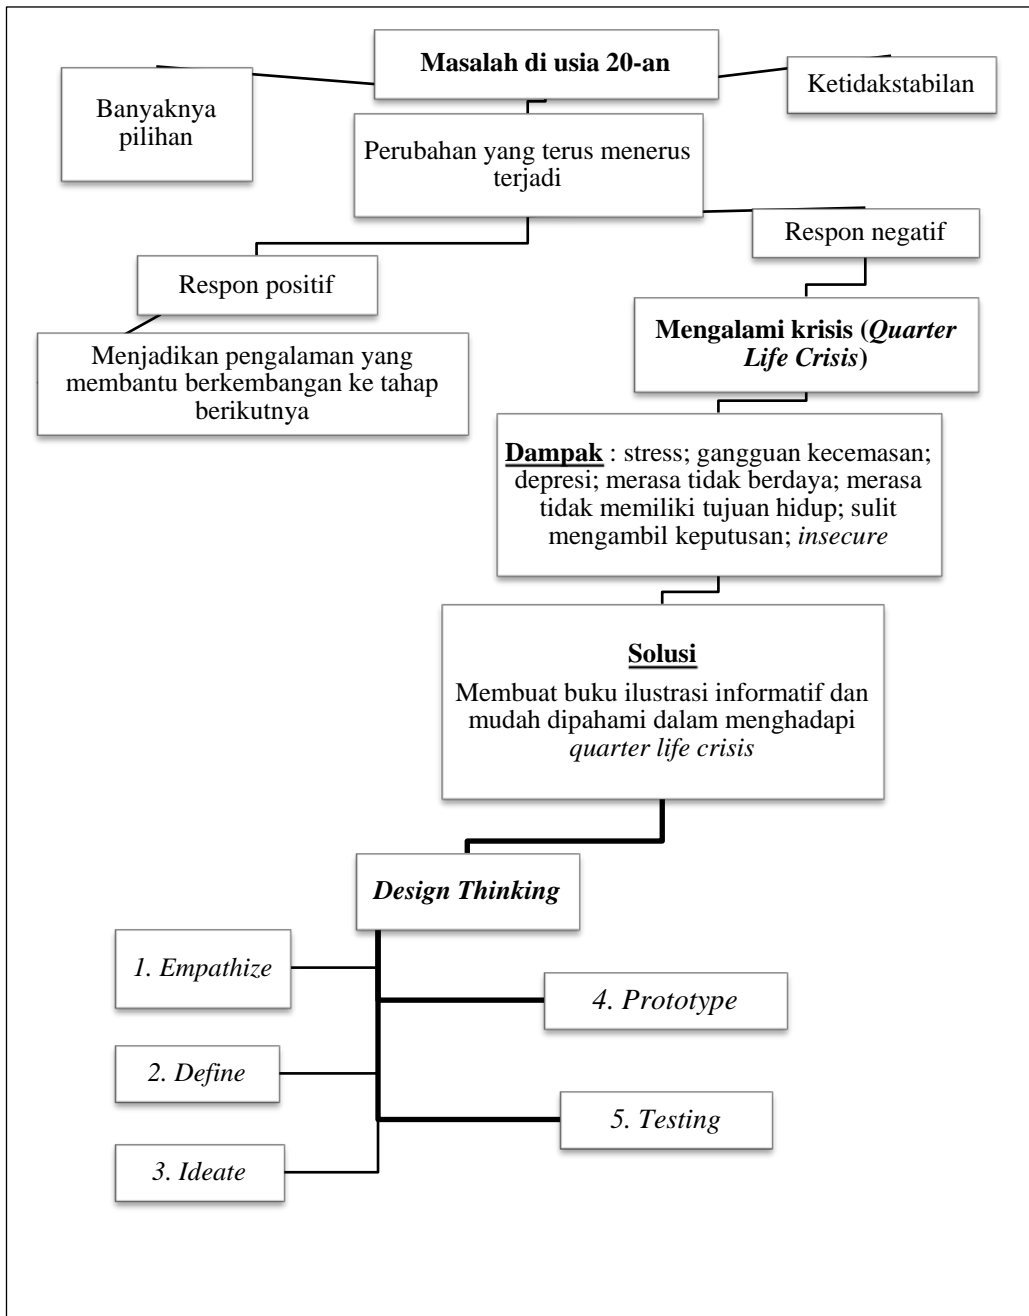 Masalah di usia 20-an
Banyaknya
pilihan
Ketidakstabilan
Perubahan yang terus menerus
terjadi
Respon negatif
Respon positif
Mengalami krisis (Quarter
Life Crisis)
Menjadikan pengalaman yang
membantu berkembangan ke tahap
berikutnya
Dampak : stress; gangguan kecemasan;
depresi; merasa tidak berdaya; merasa
tidak memiliki tujuan hidup; sulit
mengambil keputusan; insecure
Solusi
Membuat buku ilustrasi informatif dan
mudah dipahami dalam menghadapi
quarter life crisis
Design Thinking
1. Empathize
2. Define
3. Ideate
4. Prototype
5. Testing